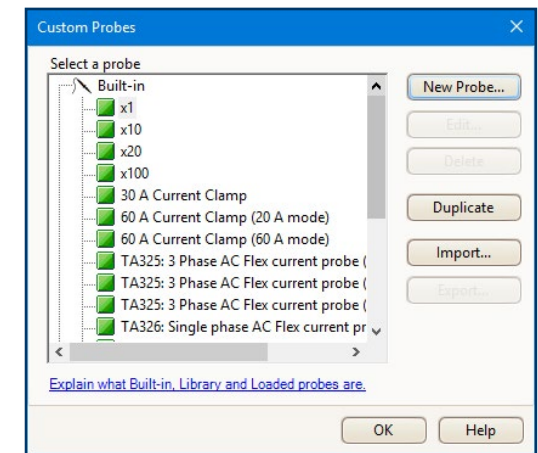 Custom Probes
Select a probe
Built-in
x1
x10
x20
x100
30 A Current Clamp
60 A Current Clamp (20 A mode)
60 A Current Clamp (60 A mode)
TA325: 3 Phase AC Flex current probe (
TA325: 3 Phase AC Flex current probe (
TA325: 3 Phase AC Flex current probe (
TA326: Single phase AC Flex current pr
New Probe...
Edit...
Delete
Duplicate
Import...
Export...
Explain what Built-in, Library and Loaded probes are.
OK
Help